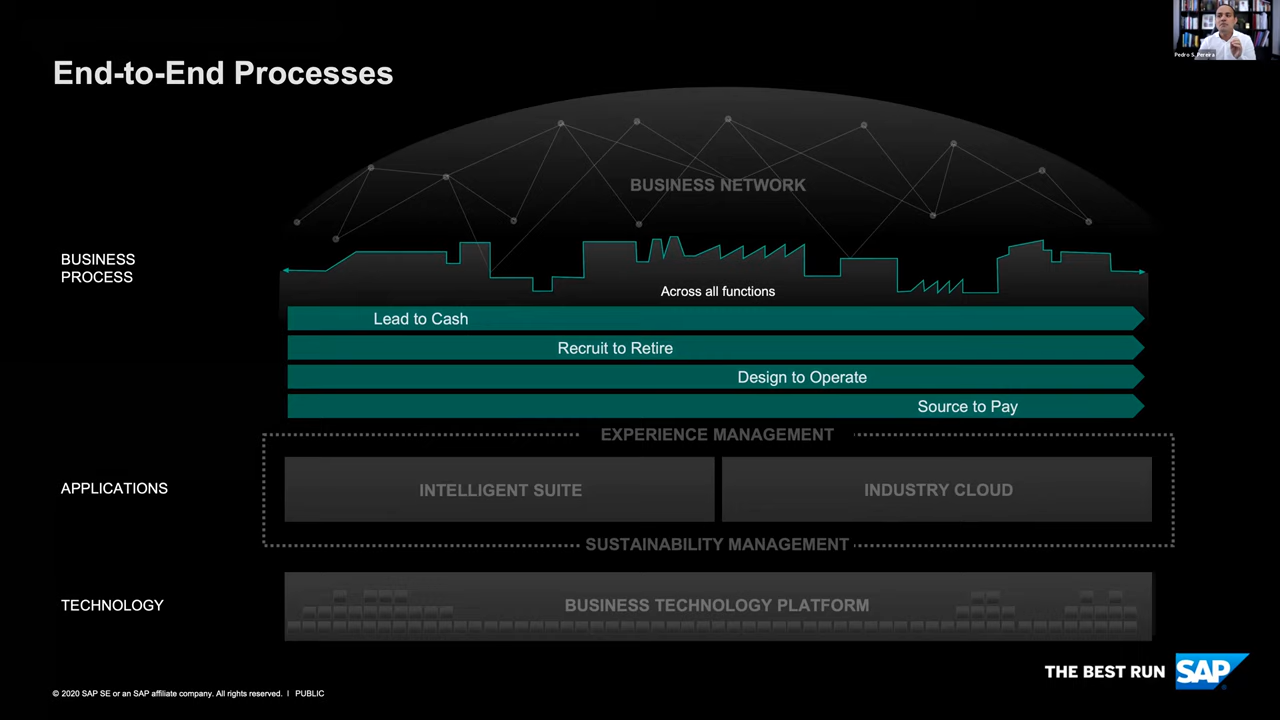 Pedro S. Pereira
End-to-End Processes
BUSINESS NETWORK
BUSINESS
PROCESS
Across all functions
Lead to Cash
Recruit to Retire
Design to Operate
Source to Pay
EXPERIENCE MANAGEMENT
APPLICATIONS
INTELLIGENT SUITE
INDUSTRY CLOUD
SUSTAINABILITY MANAGEMENT
TECHNOLOGY
BUSINESS TECHNOLOGY PLATFORM
THE BEST RUN SAP
© 2020 SAP SE or an SAP affiliate company. All rights reserved. I PUBLIC